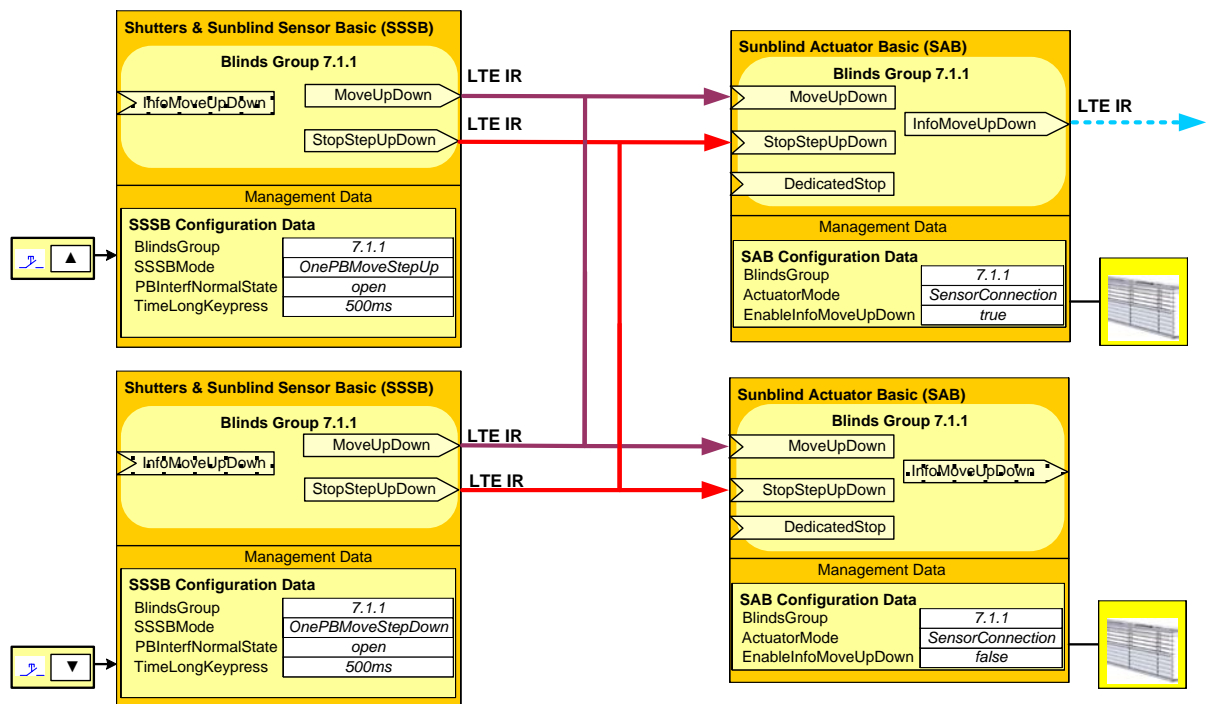 Shutters & Sunblind Sensor Basic (SSSB)
Blinds Group 7.1.1
InfoMoveUpDown
MoveUpDown
StopStepUpDown
LTE IR
LTE IR
Management Data
SSSB Configuration Data
BlindsGroup 7.1.1
SSSBMode OnePBMoveStepUp
PBInterfNormalState open
TimeLongKeypress 500ms
▲
Sunblind Actuator Basic (SAB)
Blinds Group 7.1.1
MoveUpDown
InfoMoveUpDown
StopStepUpDown
DedicatedStop
LTE IR
Management Data
SAB Configuration Data
BlindsGroup 7.1.1
ActuatorMode SensorConnection
EnableInfoMoveUpDown true
Shutters & Sunblind Sensor Basic (SSSB)
Blinds Group 7.1.1
InfoMoveUpDown
MoveUpDown
StopStepUpDown
LTE IR
LTE IR
Management Data
SSSB Configuration Data
BlindsGroup 7.1.1
SSSBMode OnePBMoveStepDown
PBInterfNormalState open
TimeLongKeypress 500ms
▼
Sunblind Actuator Basic (SAB)
Blinds Group 7.1.1
MoveUpDown
InfoMoveUpDown
StopStepUpDown
DedicatedStop
Management Data
SAB Configuration Data
BlindsGroup 7.1.1
ActuatorMode SensorConnection
EnableInfoMoveUpDown false